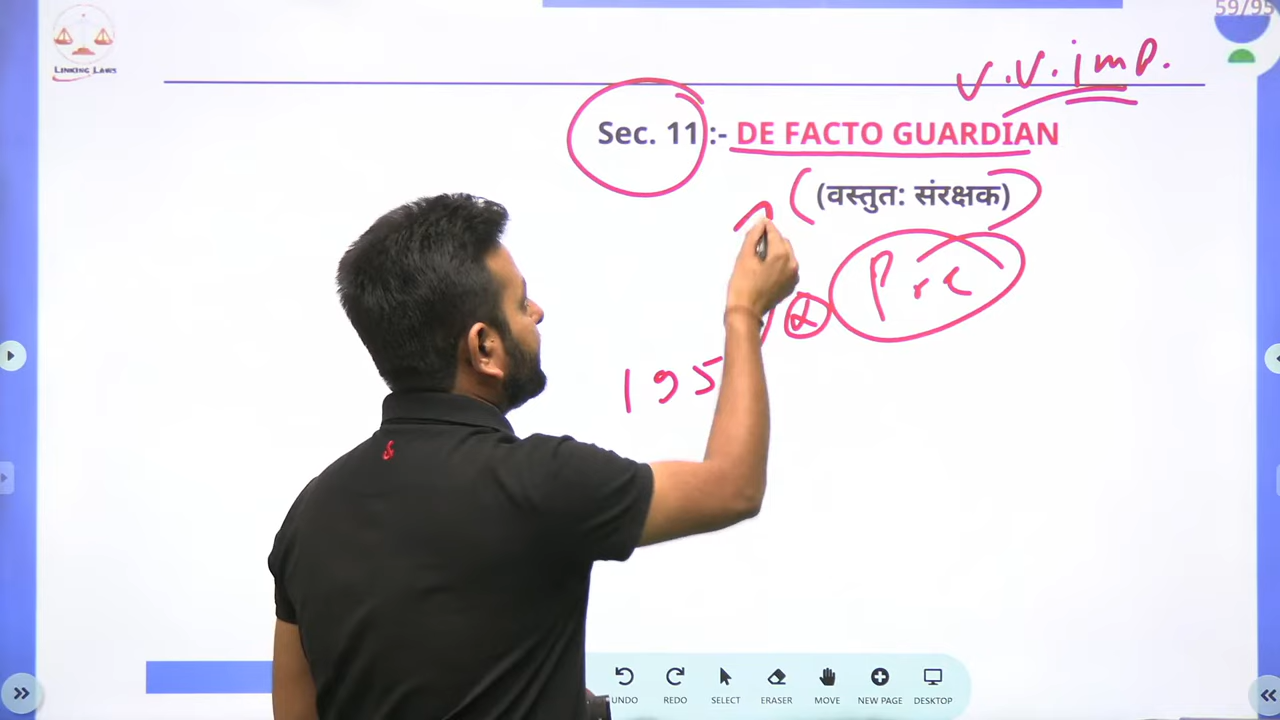 59/95
LINKING LAWS
v.v.imp.
Sec. 11 :- DE FACTO GUARDIAN
(वस्तुत: संरक्षक)
Pre
195
UNDO REDO SELECT ERASER MOVE NEW PAGE DESKTOP